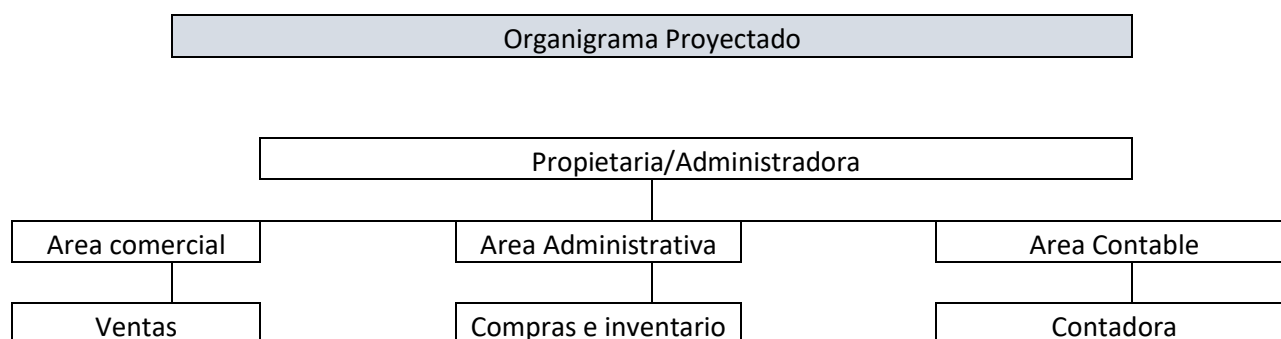 Organigrama Proyectado
Propietaria/Administradora
Area comercial
Area Administrativa
Area Contable
Ventas
Compras e inventario
Contadora